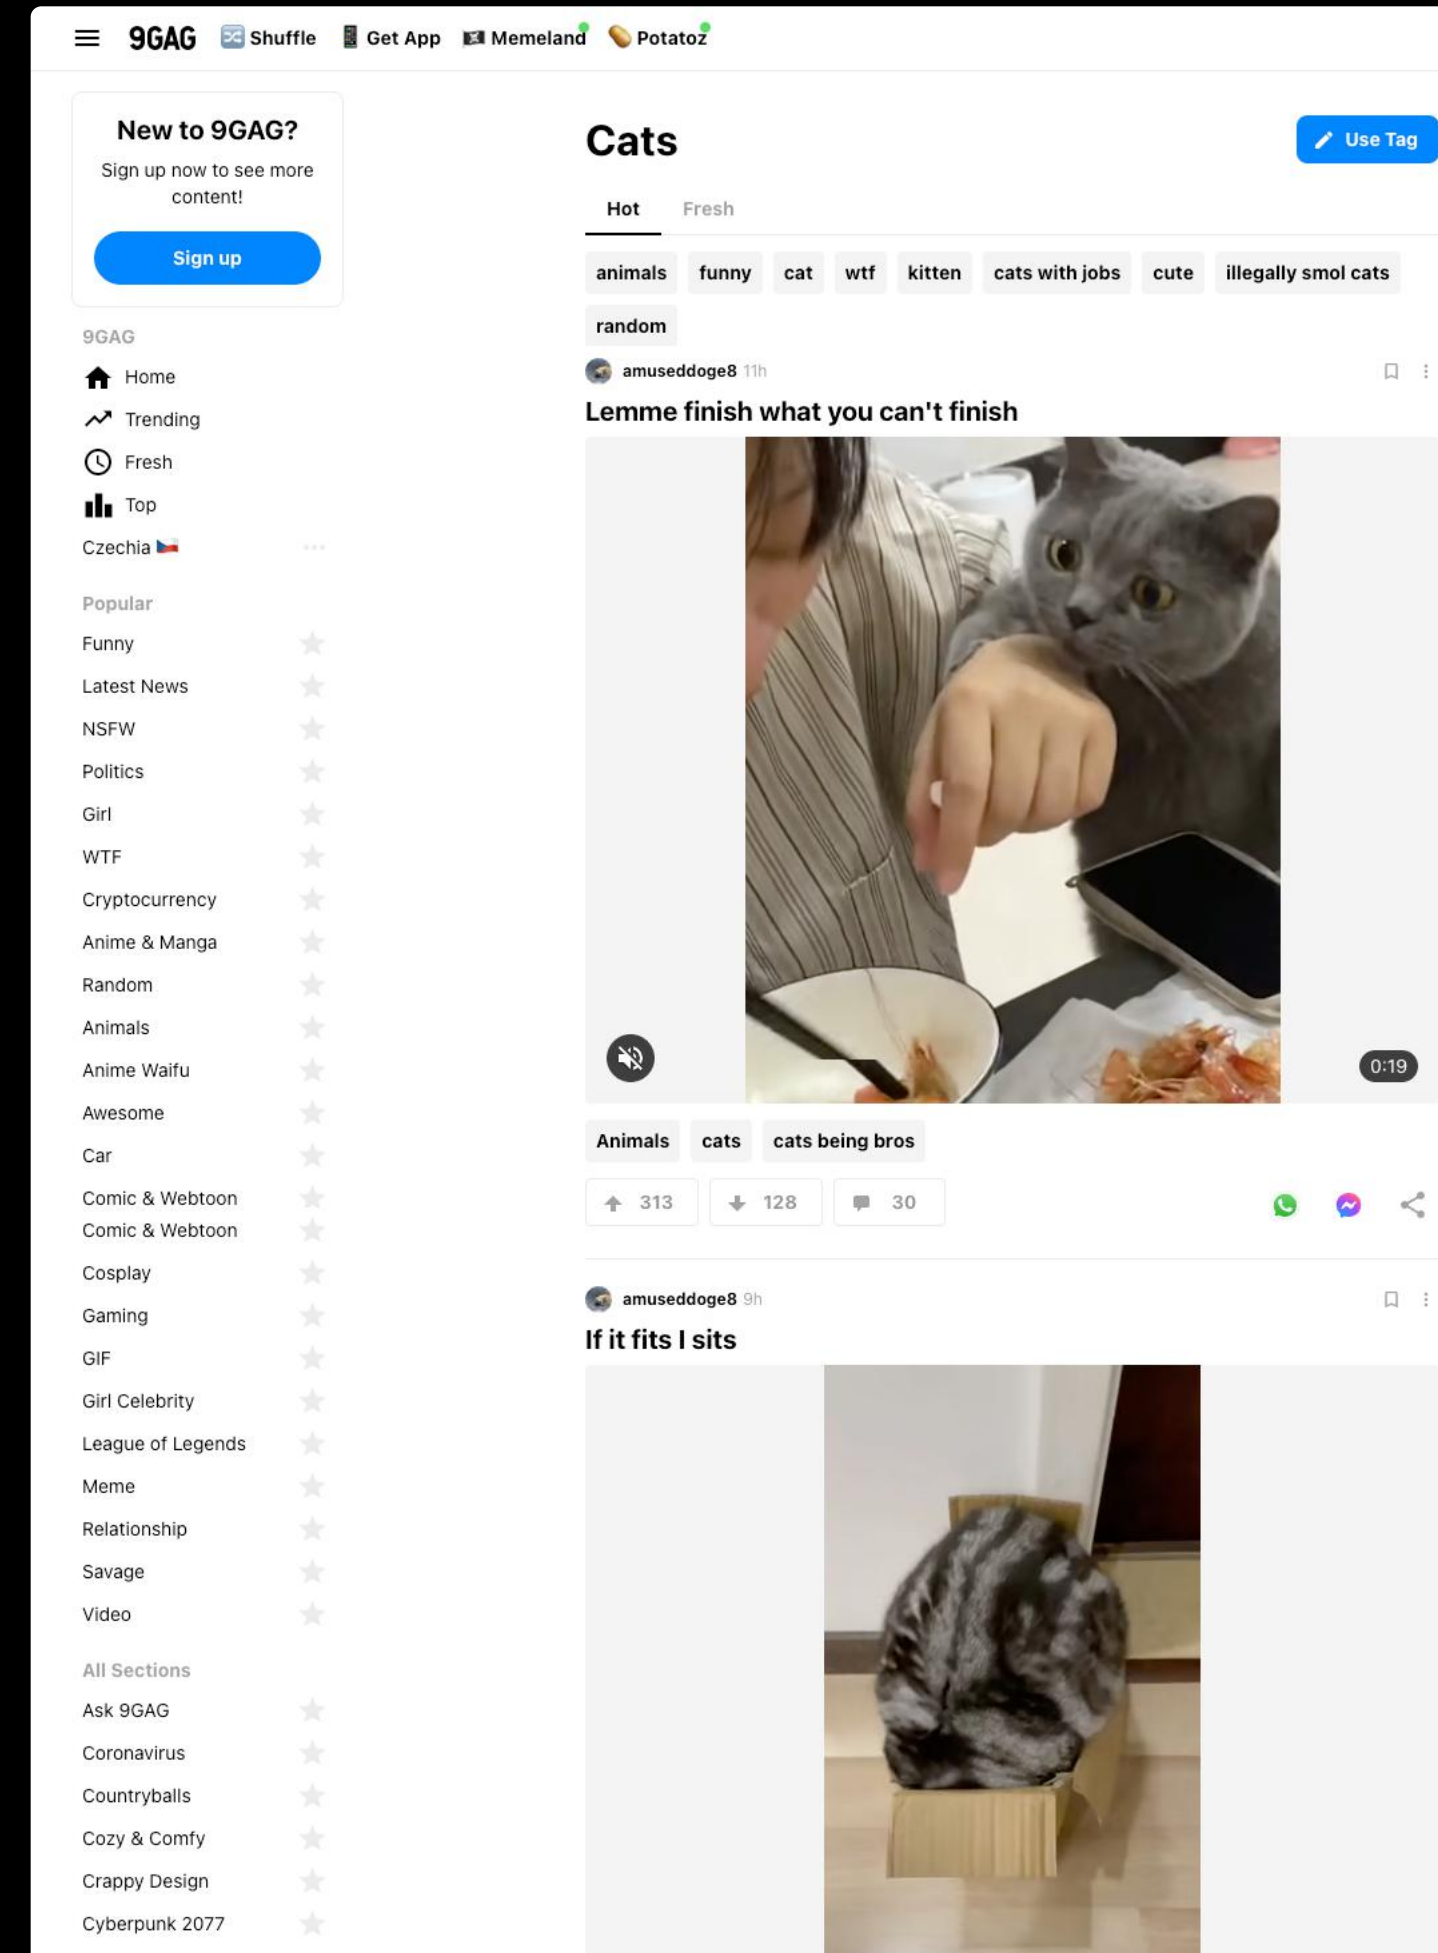 9GAG Shuffle Get App Memeland Potatoz
New to 9GAG?
Sign up now to see more
content!
Sign up
9GAG
Home
Trending
Fresh
Top
Czechia
Popular
Funny
Latest News
NSFW
Politics
Girl
WTF
Cryptocurrency
Anime & Manga
Random
Animals
Anime Waifu
Awesome
Car
Comic & Webtoon
Comic & Webtoon
Cosplay
Gaming
GIF
Girl Celebrity
League of Legends
Meme
Relationship
Savage
Video
All Sections
Ask 9GAG
Coronavirus
Countryballs
Cozy & Comfy
Crappy Design
Cyberpunk 2077
Cats
Use Tag
Hot Fresh
animals funny cat wtf kitten cats with jobs cute illegally smol cats
random
amuseddoge8 11h
Lemme finish what you can't finish
0:19
Animals cats cats being bros
313 128 30
amuseddoge8 9h
If it fits I sits